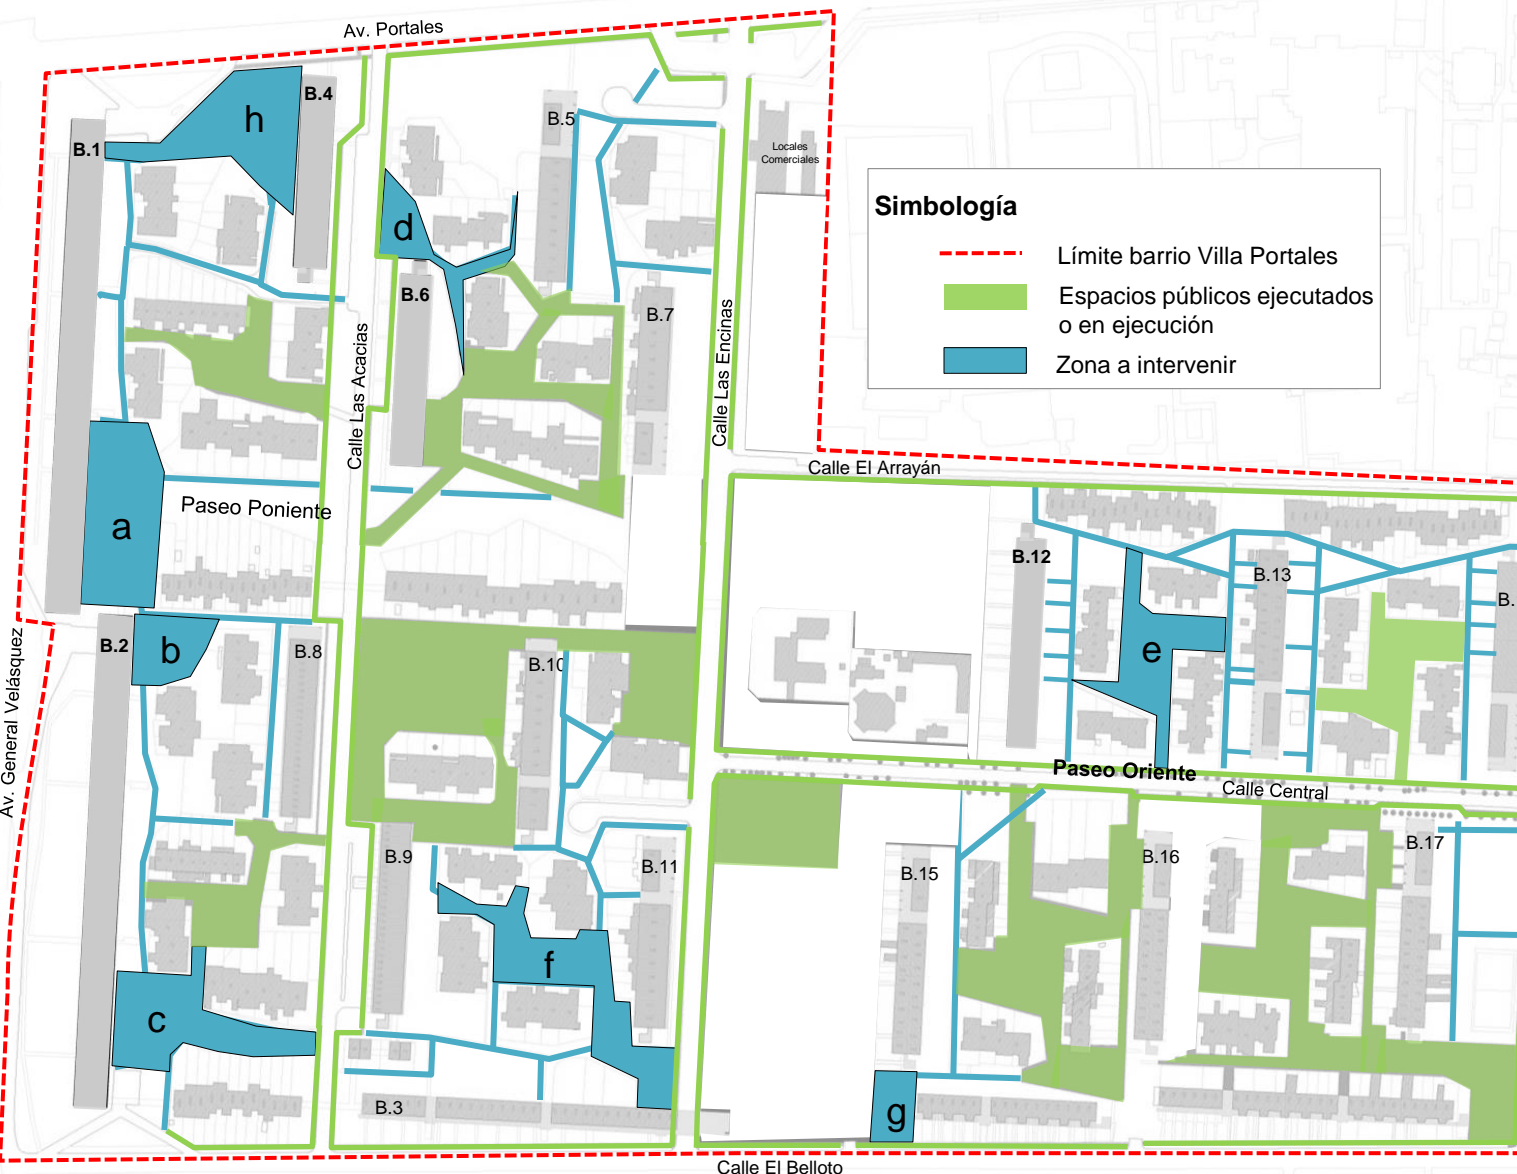 Av. Portales
B.4
h
B.1
B.5
Locales
Comerciales
Simbología
Límite barrio Villa Portales
Espacios públicos ejecutados
o en ejecución
Zona a intervenir
d
B.6
B.7
Calle Las Acacias
Calle Las Encinas
Calle El Arrayán
Paseo Poniente
a
B.12
B.13
B.
b
B.2
B.8
B.10
e
Av. General Velásquez
Paseo Oriente
Calle Central
B.9
B.11
B.15
B.16
B.17
f
c
B.3
g
Calle El Belloto